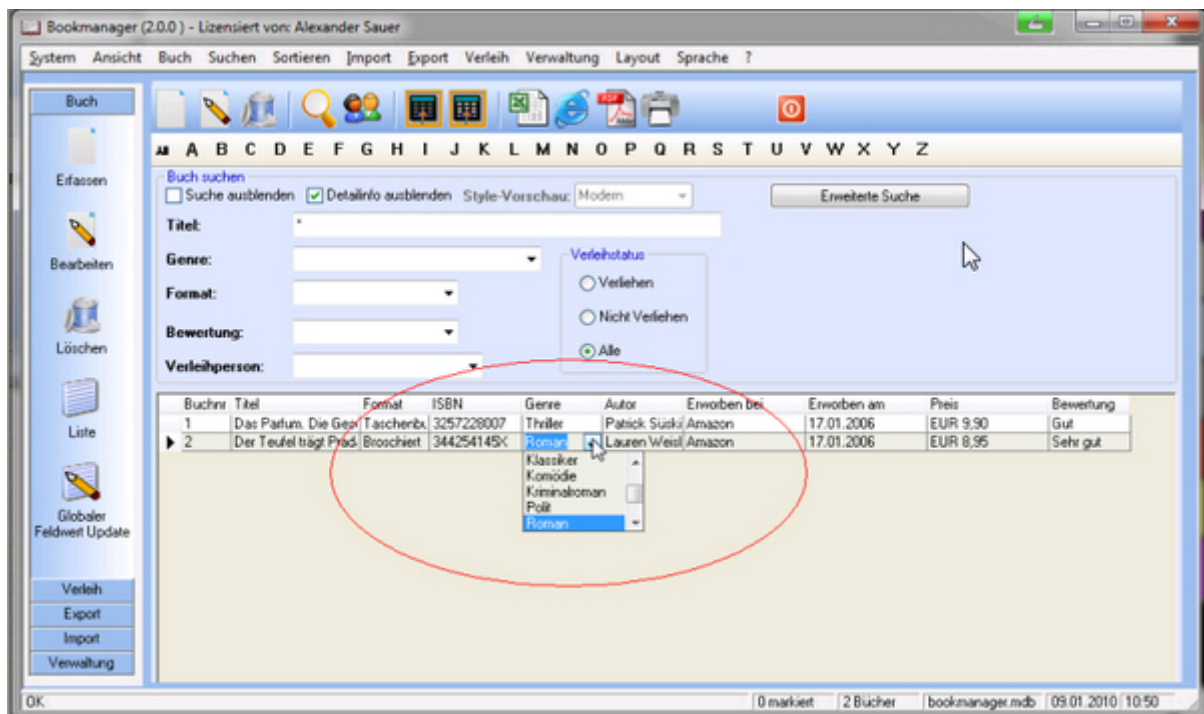 Bookmanager (2.0.0 ) - Lizensiert von: Alexander Sauer
System Ansicht Buch Suchen Sortieren Import Export Verleih Verwaltung Layout Sprache ?
Buch
Erfassen
Bearbeiten
Löschen
Liste
Globaler
Feldwert Update
Verleih
Export
Import
Verwaltung
PDF
All A B C D E F G H I J K L M N O P Q R S T U V W X Y Z
Buch suchen
Suche ausblenden Detailinfo ausblenden Style-Vorschau: Modern Erweiterte Suche
Titel: *
Genre:
Format:
Bewertung:
Verleihperson:
Verleihstatus
Verliehen
Nicht Verliehen
Alle
Buchnr Titel Format ISBN Genre Autor Erworben bei Erworben am Preis Bewertung
1 Das Parfum. Die Ges Taschenbu 3257228007 Thriller Patrick Süski Amazon 17.01.2006 EUR 9,90 Gut
2 Der Teufel trägt Prad Broschiert 344254145X Roman Lauren Weisl Amazon 17.01.2006 EUR 8,95 Sehr gut
Klassiker
Komödie
Kriminalroman
Polit
Roman
OK 0 markiert 2 Bücher bookmanager.mdb 09.01.2010 10:50